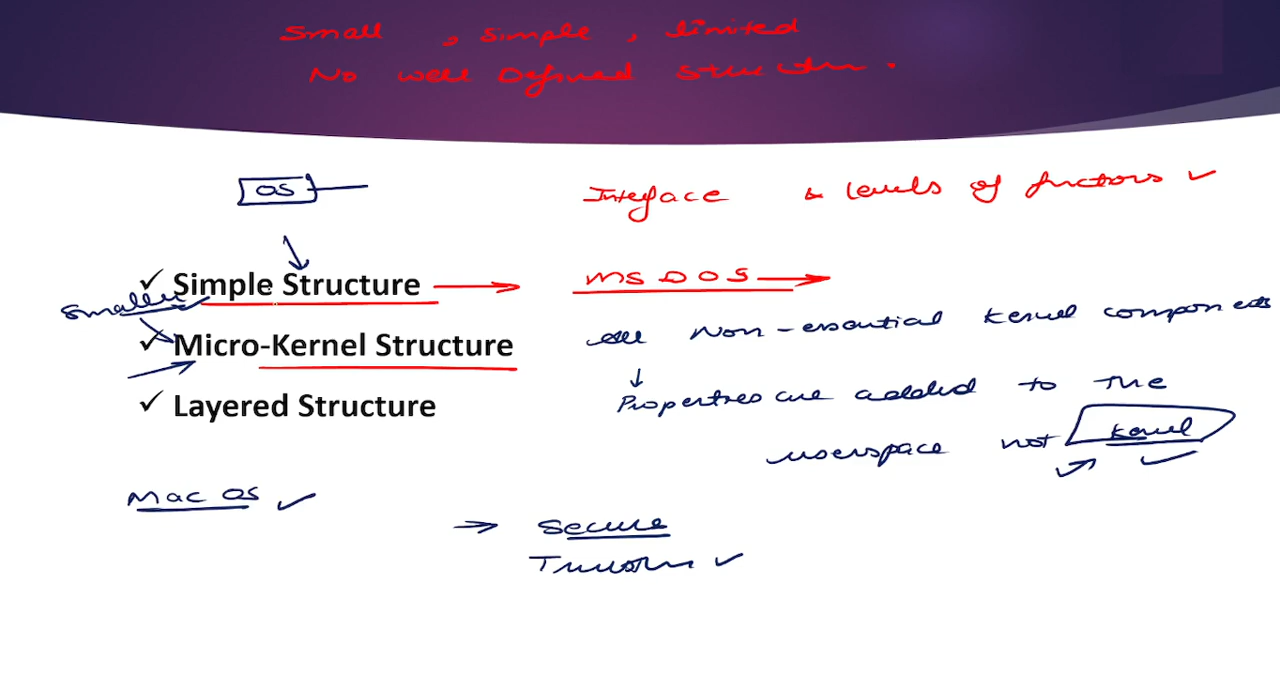 Small , simple , limited
No well Defined structure .
OS
Interface & levels of functions
✓ Simple Structure
MS DOS
Smaller
✓ Micro-Kernel Structure
all Non-essential kernel components
✓ Layered Structure
Properties are added to the
userspace not kernel
Mac OS
Secure